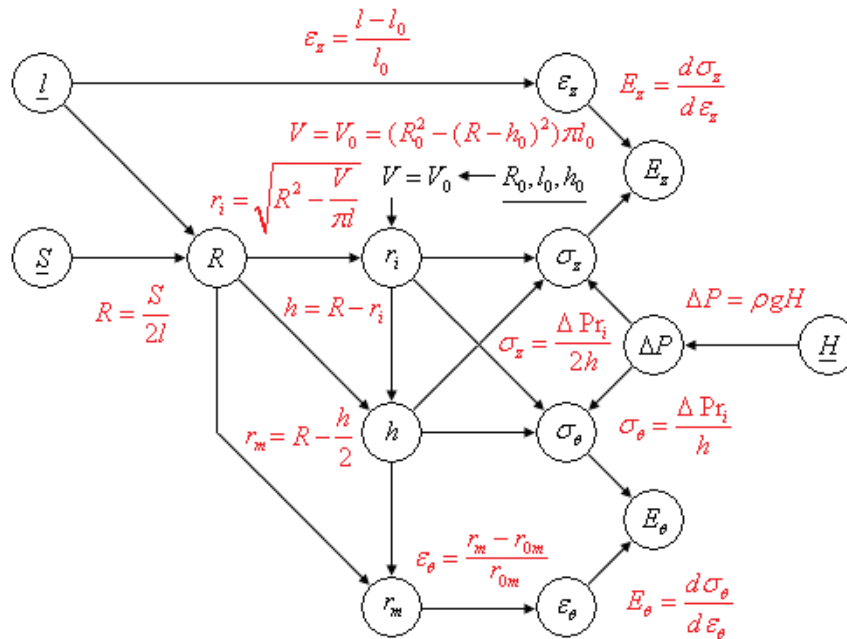 ε_z = (l − l_0)/l_0
l
ε_z
E_z = dσ_z/dε_z
V = V_0 = (R_0^2 − (R − h_0)^2)πl_0
r_i = √(R^2 − V/(πl))
V = V_0 ← R_0, l_0, h_0
E_z
S
R
r_i
σ_z
R = S/(2l)
h = R − r_i
ΔP = ρgH
σ_z = Δ Pr_i/(2h)
ΔP
H
r_m = R − h/2
h
σ_θ
σ_θ = Δ Pr_i/h
E_θ
ε_θ = (r_m − r_0m)/r_0m
r_m
ε_θ
E_θ = dσ_θ/dε_θ